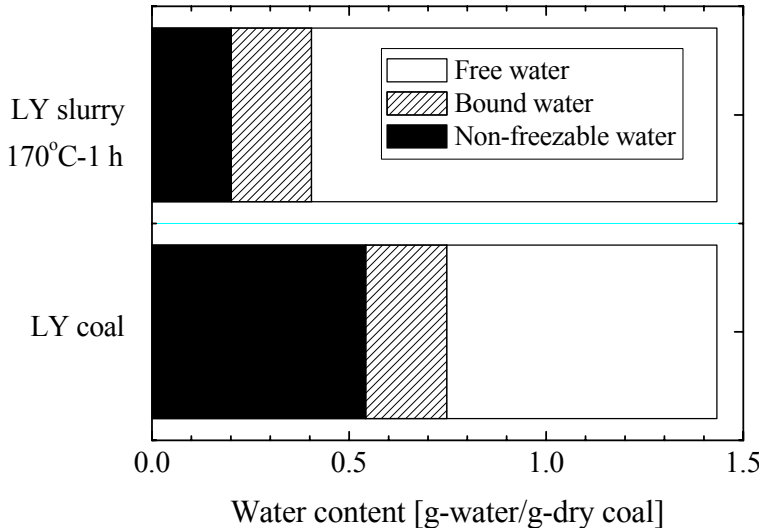 LY slurry
170°C-1 h
Free water
Bound water
Non-freezable water
LY coal
0.0 0.5 1.0 1.5
Water content [g-water/g-dry coal]